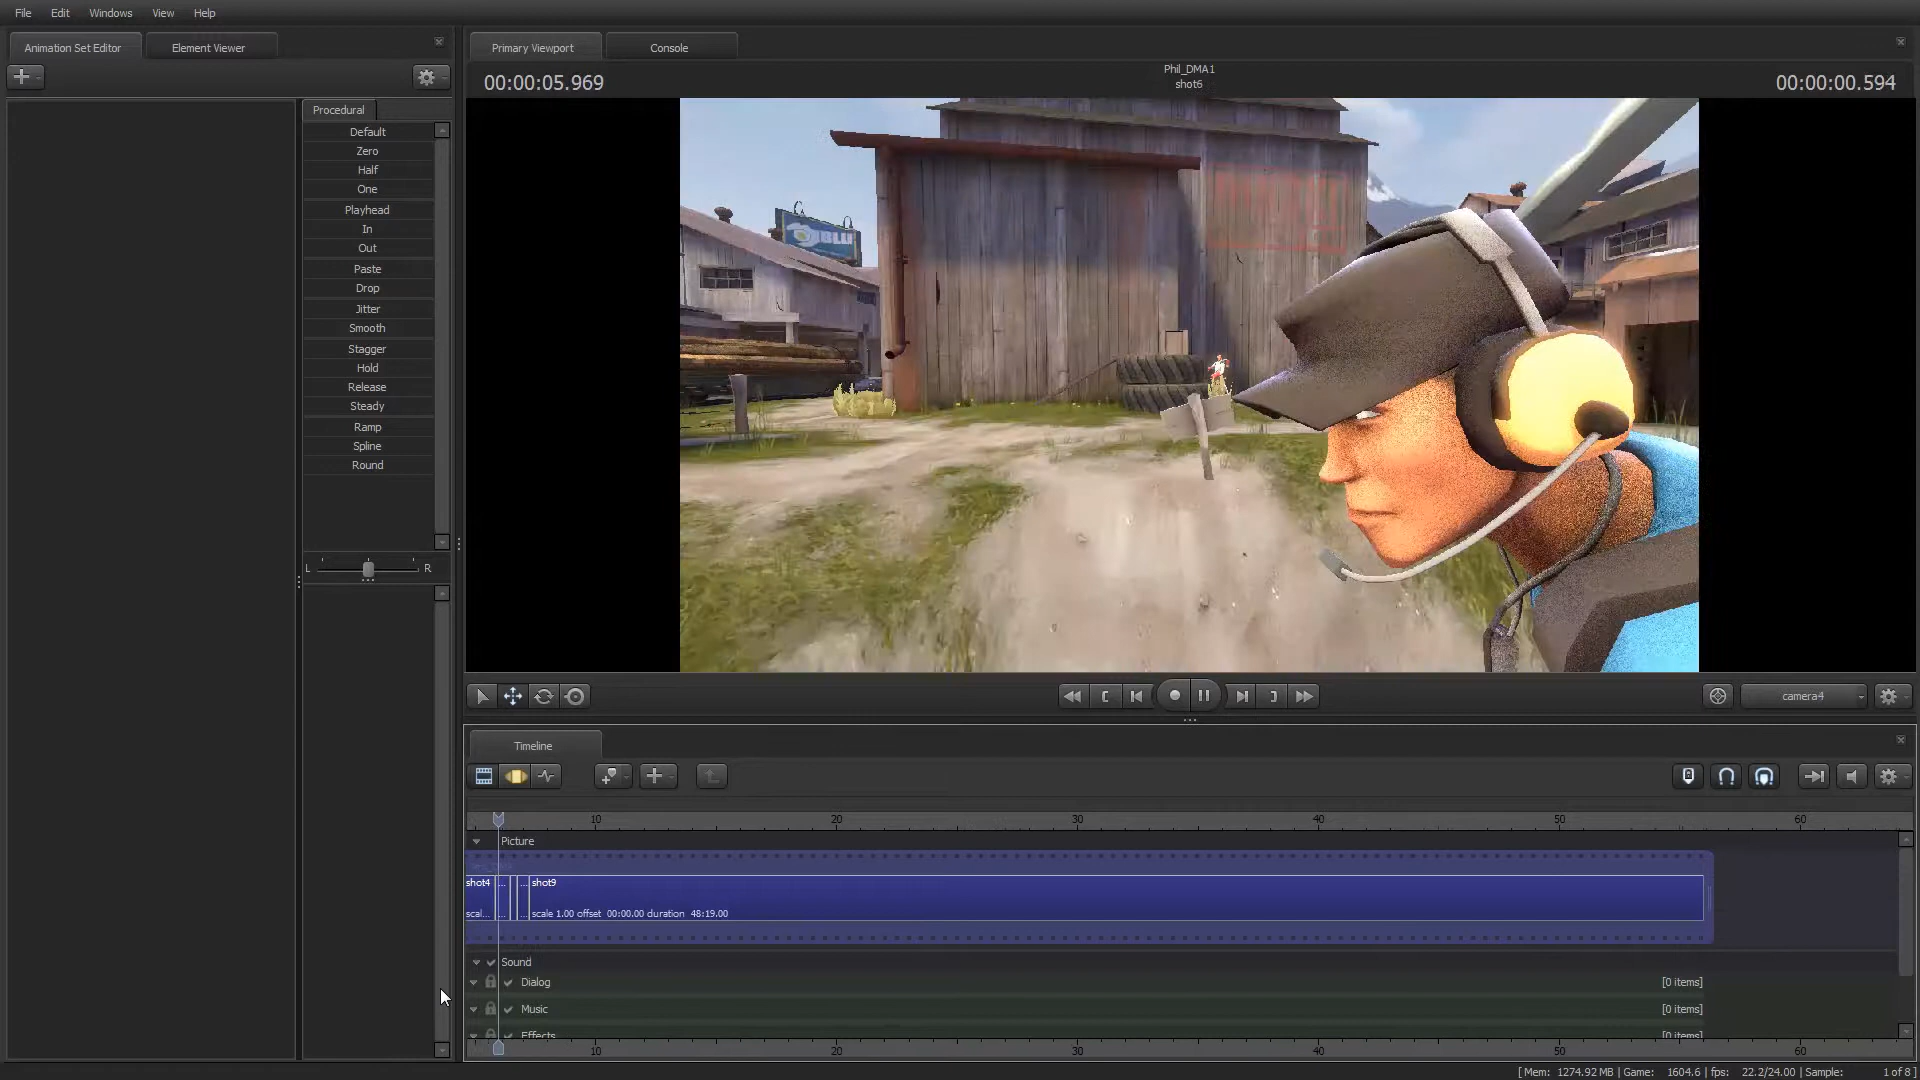 File Edit Windows View Help
Animation Set Editor Element Viewer
Primary Viewport Console
00:00:05.969
Phil_DMA1
shot6
00:00:00.594
Procedural
Default
Zero
Half
One
Playhead
In
Out
Paste
Drop
Jitter
Smooth
Stagger
Hold
Release
Steady
Ramp
Spline
Round
L R
BLU
camera4
Timeline
10 20 30 40 50 60
Picture
shot4 ... ... shot9
scal... ... ... scale 1.00 offset 00:00.00 duration 48:19.00
Sound
Dialog [0 items]
Music [0 items]
Effects [0 items]
10 20 30 40 50 60
[ Mem: 1274.92 MB | Game: 1604.6 | fps: 22.2/24.00 | Sample: 1 of 8 ]